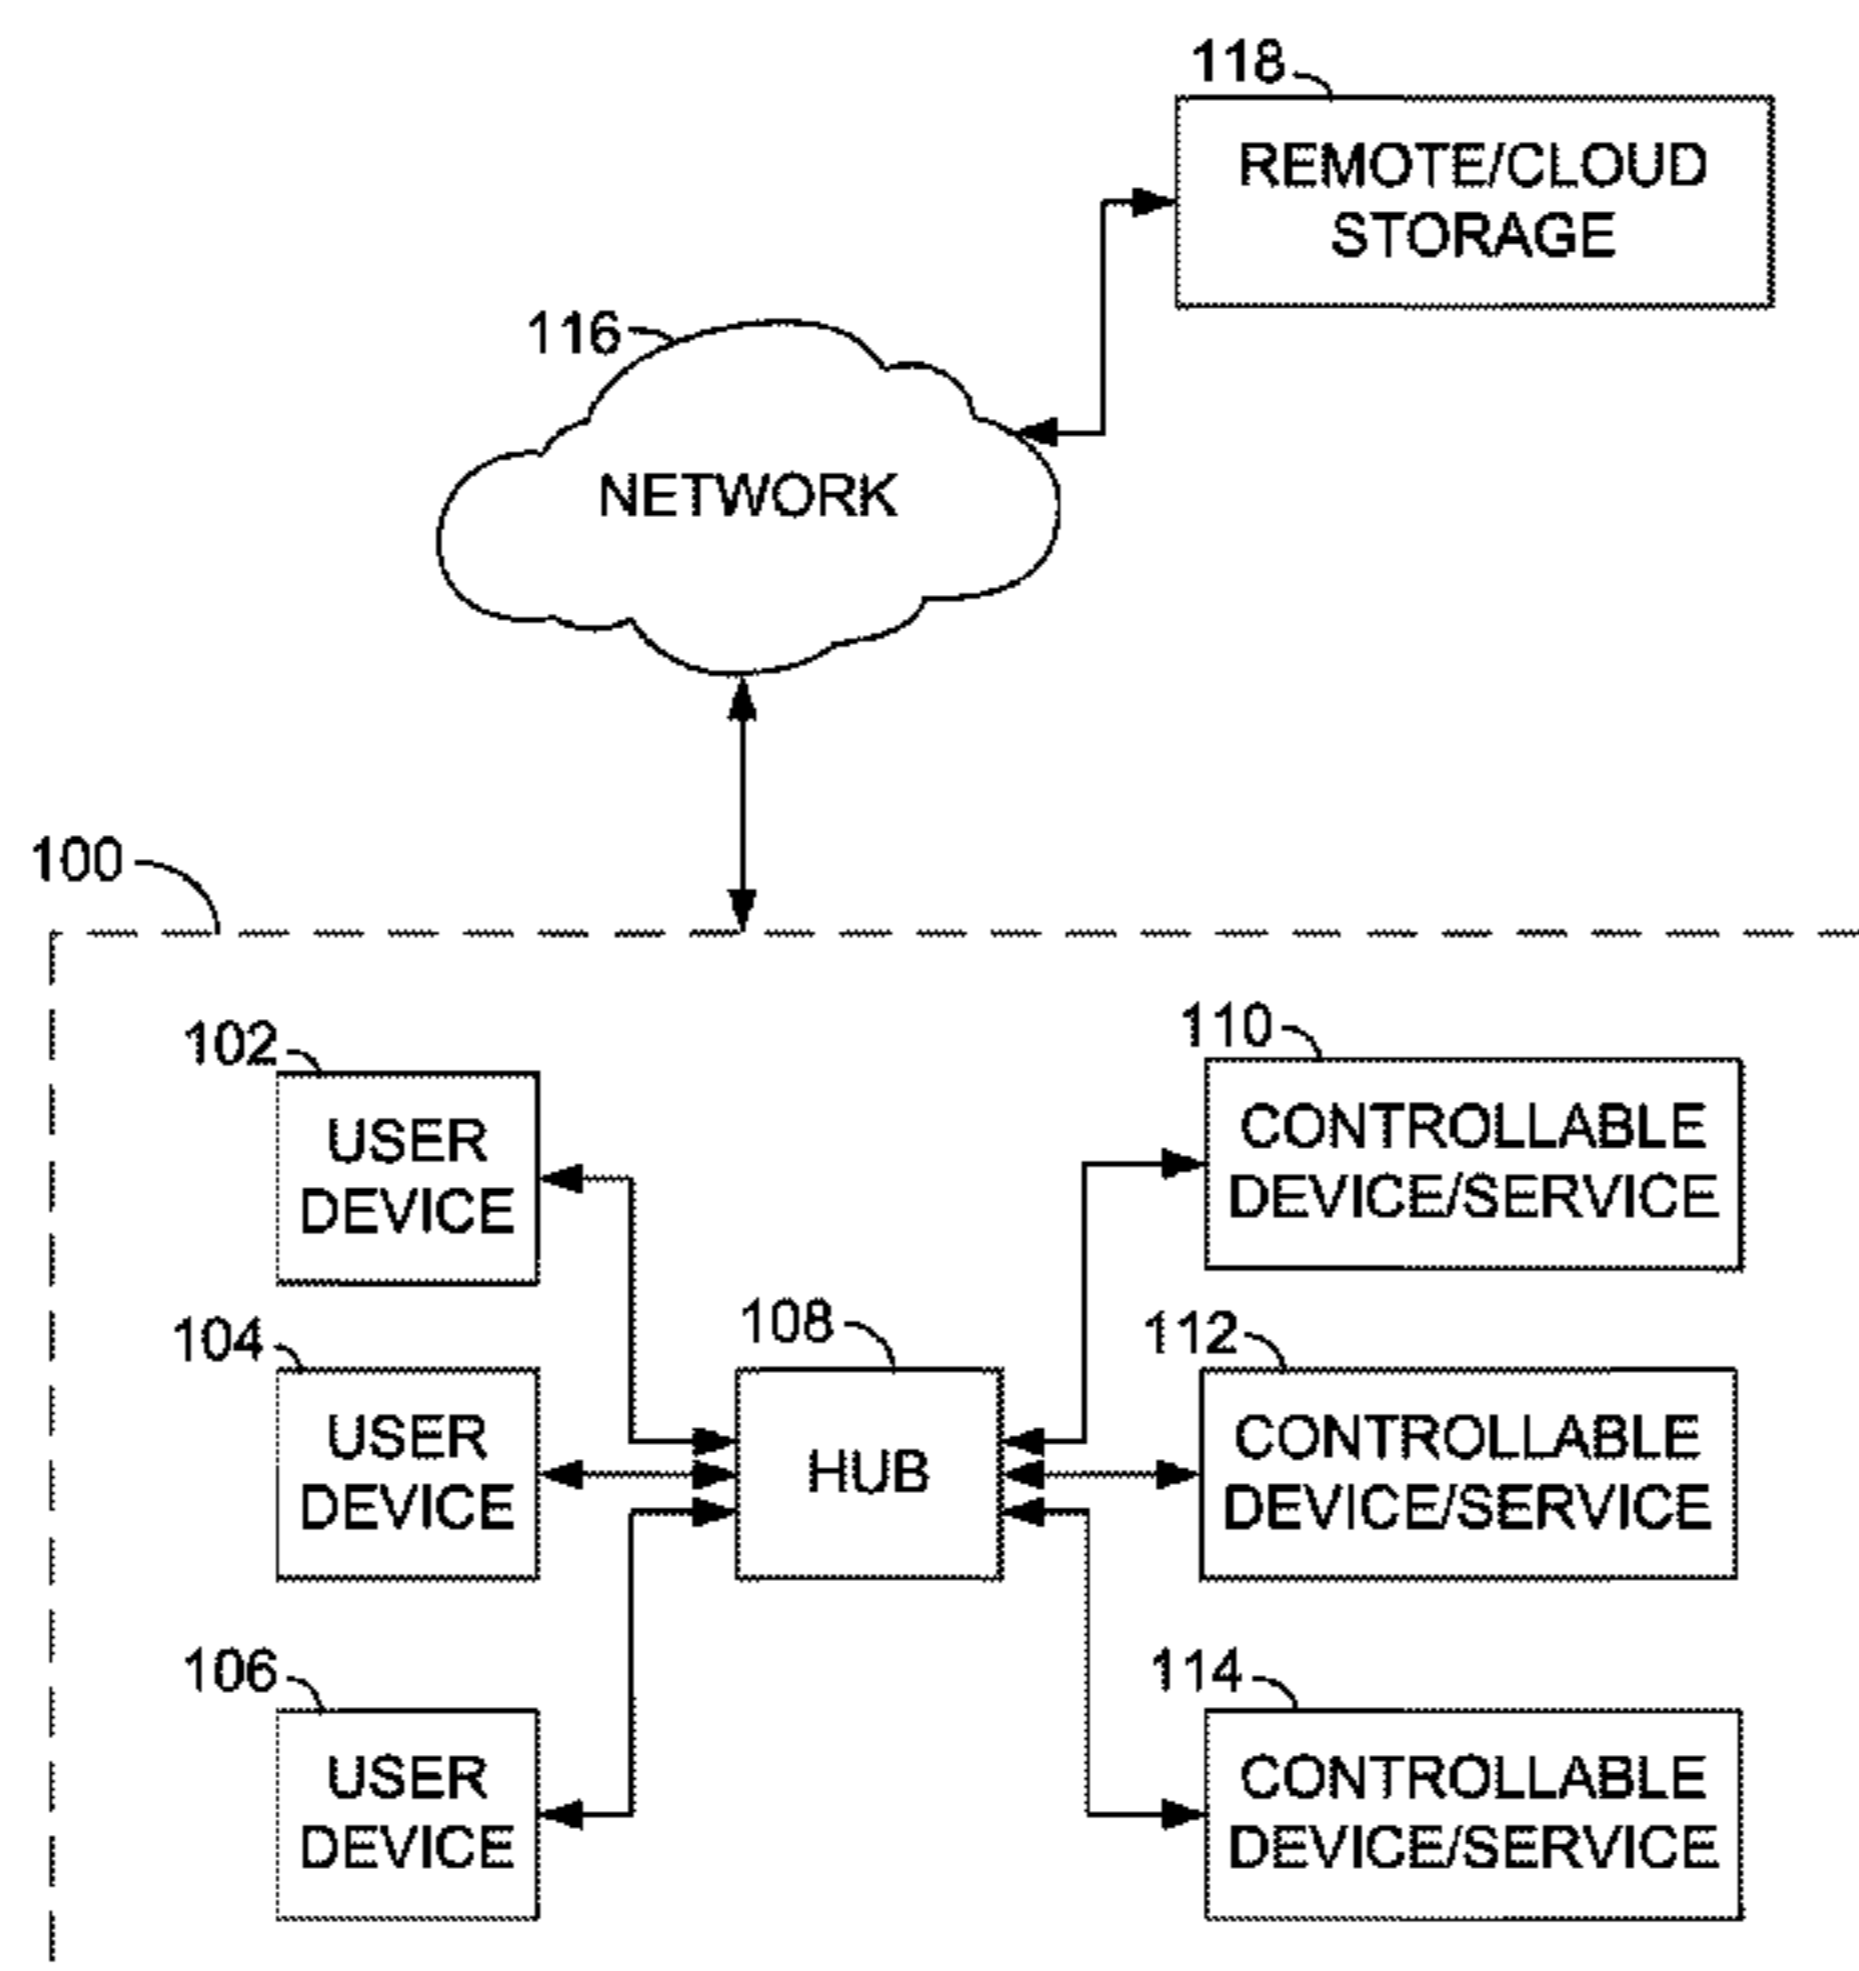 118
REMOTE/CLOUD
STORAGE
116
NETWORK
100
102
USER
DEVICE
110
CONTROLLABLE
DEVICE/SERVICE
104
USER
DEVICE
108
HUB
112
CONTROLLABLE
DEVICE/SERVICE
106
USER
DEVICE
114
CONTROLLABLE
DEVICE/SERVICE